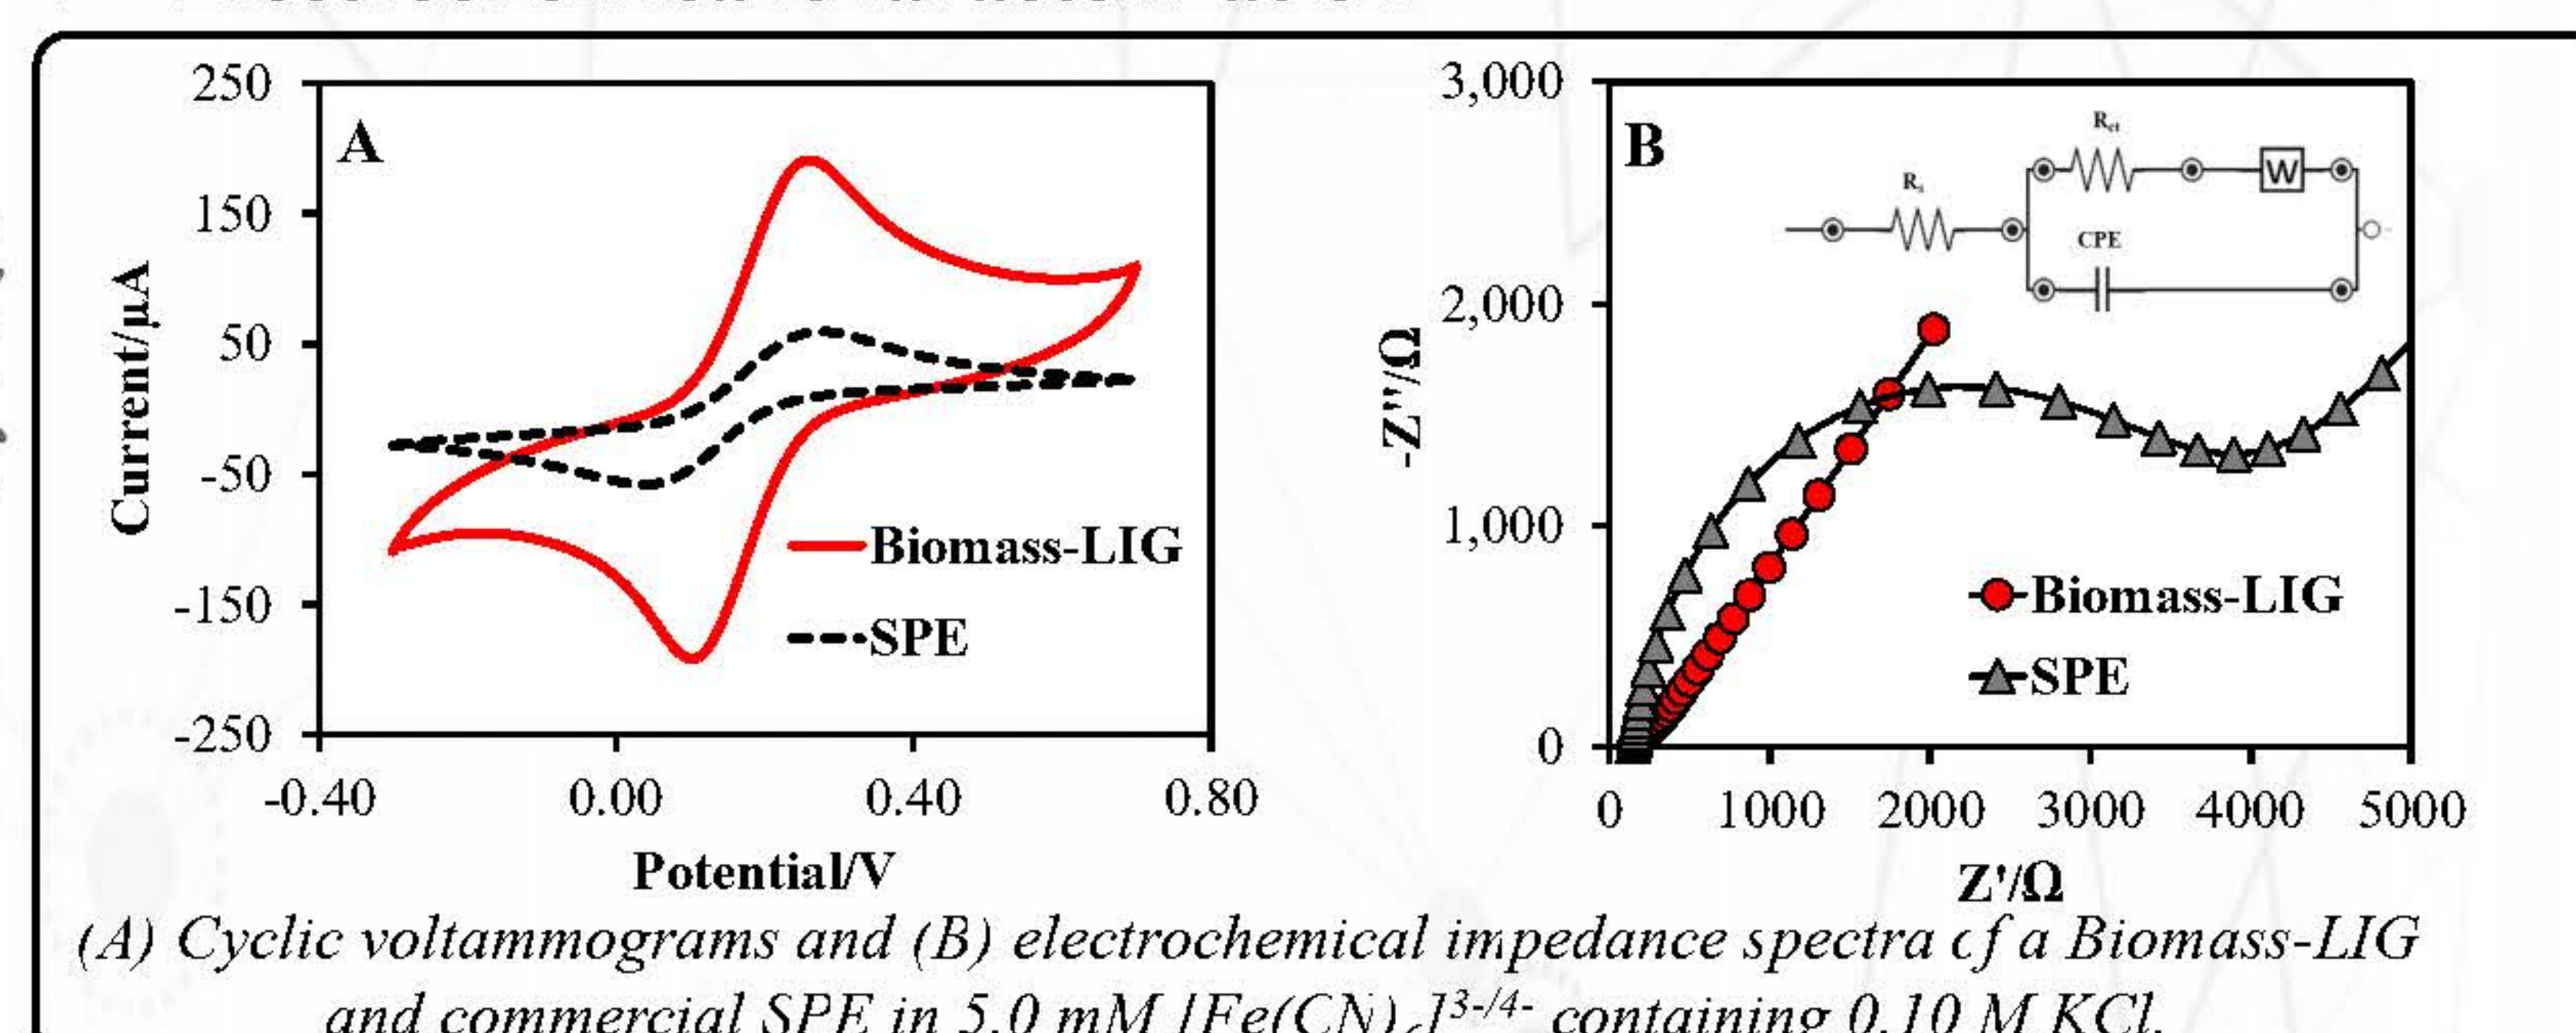 250
150
50
-50
-150
-250
-0.40 0.00 0.40 0.80
Current/µA
Potential/V
A
Biomass-LIG
SPE
3,000
2,000
1,000
0
0 1000 2000 3000 4000 5000
-Z''/Ω
Z'/Ω
B
Rct
Rs
W
CPE
Biomass-LIG
SPE
(A) Cyclic voltammograms and (B) electrochemical impedance spectra of a Biomass-LIG
and commercial SPE in 5.0 mM [Fe(CN)6]3-/4- containing 0.10 M KCl.